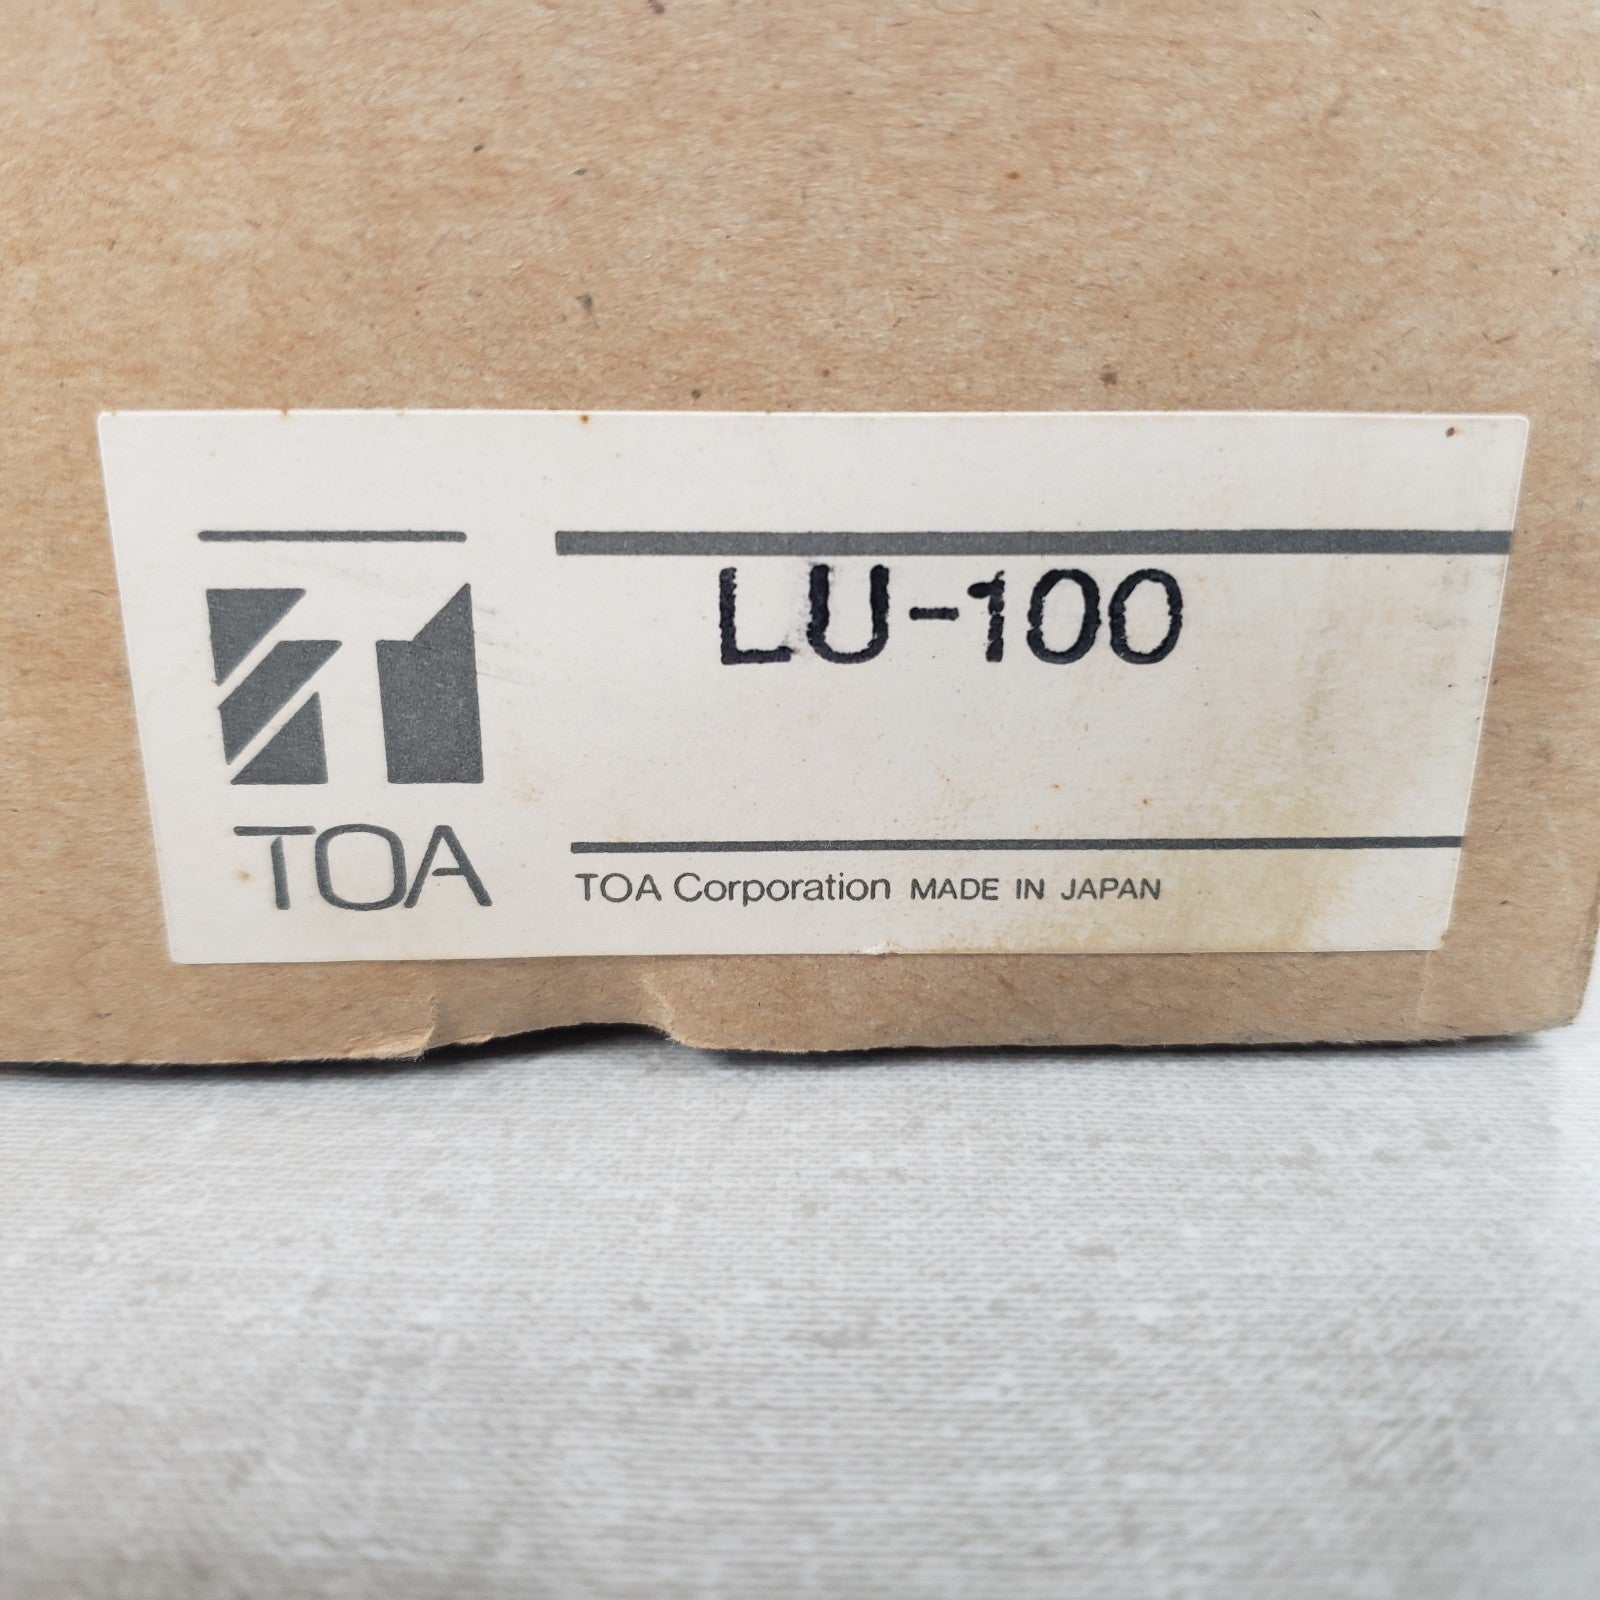 LU-100
TOA
TOA Corporation MADE IN JAPAN